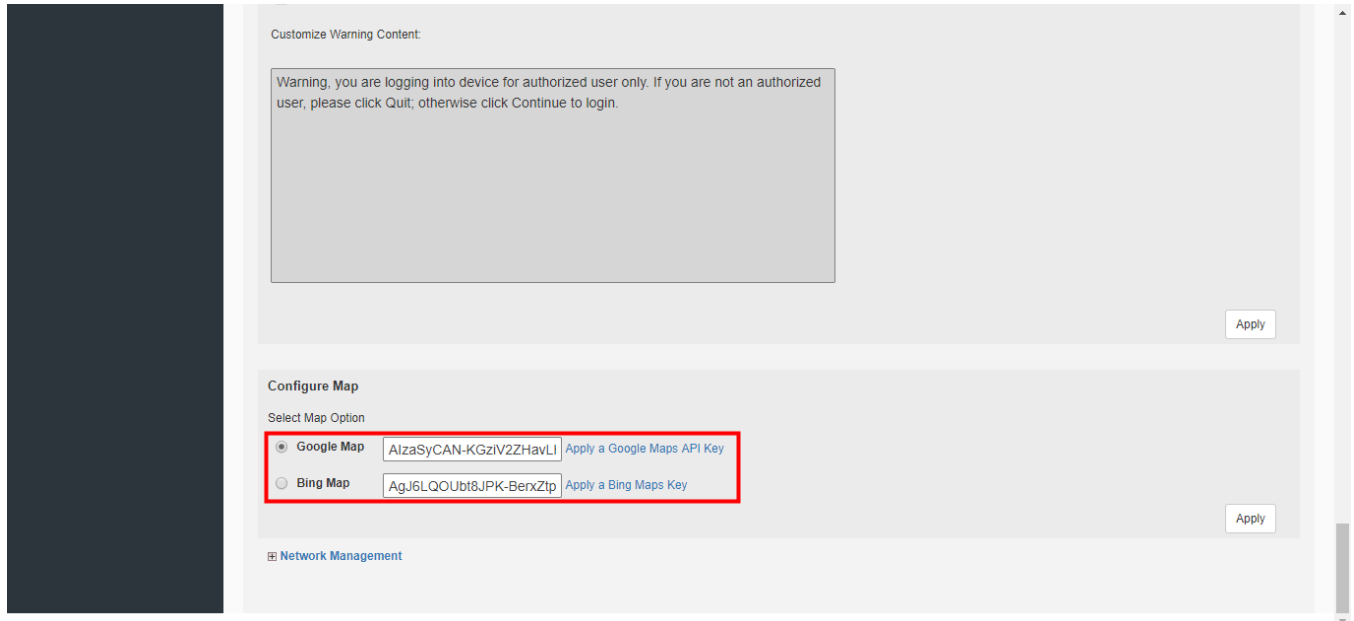 Customize Warning Content:
Warning, you are logging into device for authorized user only. If you are not an authorized
user, please click Quit; otherwise click Continue to login.
Apply
Configure Map
Select Map Option
Google Map AIzaSyCAN-KGziV2ZHavLI Apply a Google Maps API Key
Bing Map AgJ6LQOUbt8JPK-BerxZtp Apply a Bing Maps Key
Apply
Network Management